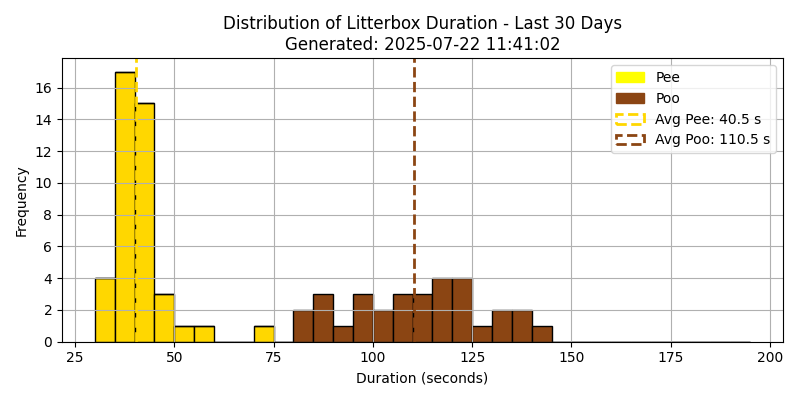 Distribution of Litterbox Duration - Last 30 Days
Generated: 2025-07-22 11:41:02
Pee
Poo
Avg Pee: 40.5 s
Avg Poo: 110.5 s
Frequency
16
14
12
10
8
6
4
2
0
25 50 75 100 125 150 175 200
Duration (seconds)